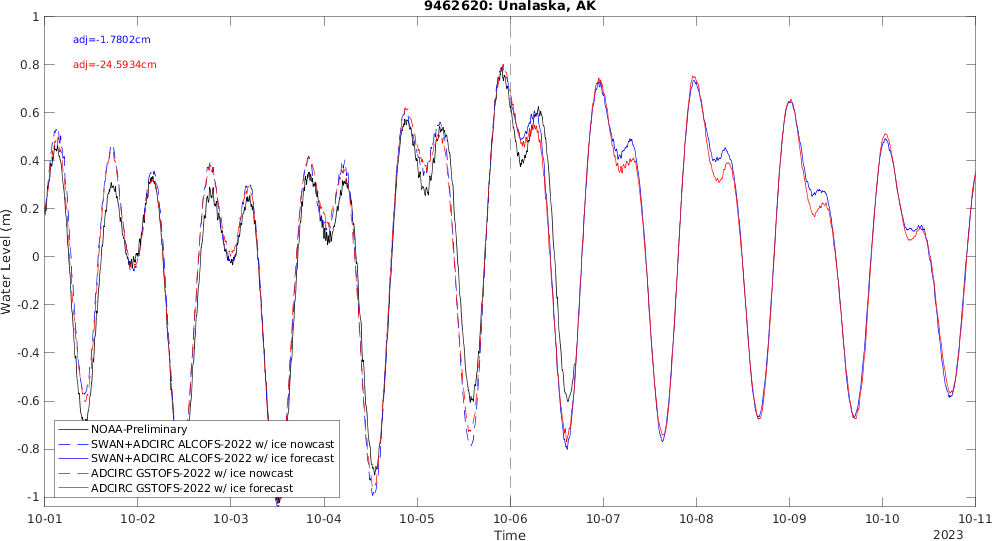 9462620: Unalaska, AK
adj=-1.7802cm
adj=-24.5934cm
Water Level (m)
1
0.8
0.6
0.4
0.2
0
-0.2
-0.4
-0.6
-0.8
-1
NOAA-Preliminary
SWAN+ADCIRC ALCOFS-2022 w/ ice nowcast
SWAN+ADCIRC ALCOFS-2022 w/ ice forecast
ADCIRC GSTOFS-2022 w/ ice nowcast
ADCIRC GSTOFS-2022 w/ ice forecast
10-01 10-02 10-03 10-04 10-05 10-06 10-07 10-08 10-09 10-10 10-11
Time
2023